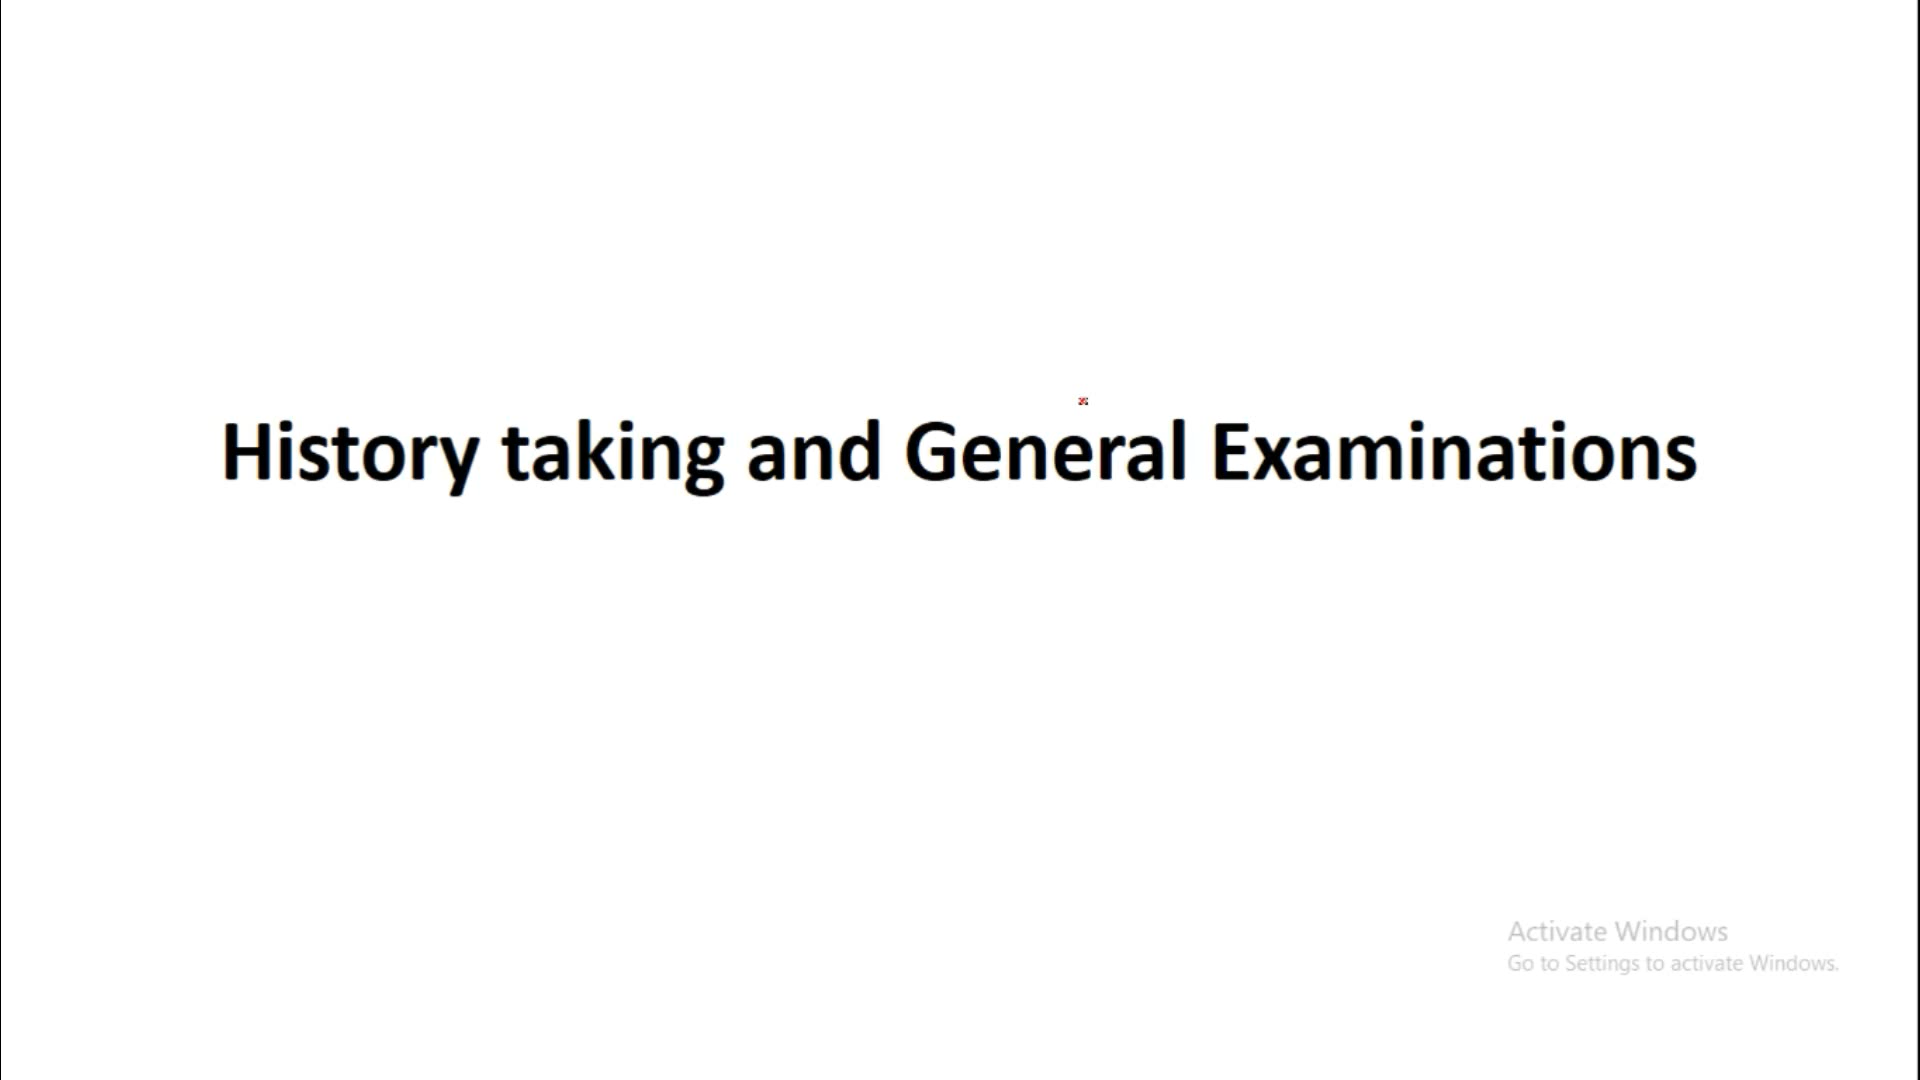 History taking and General Examinations
Activate Windows
Go to Settings to activate Windows.